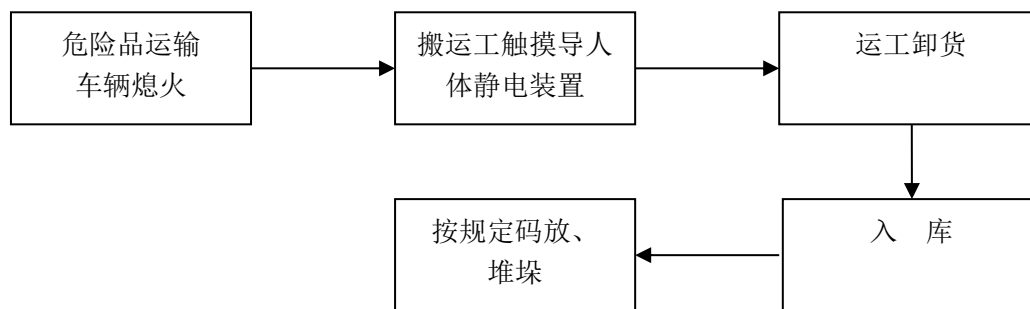 危险品运输
车辆熄火
搬运工触摸导人
体静电装置
运工卸货
入 库
按规定码放、
堆垛